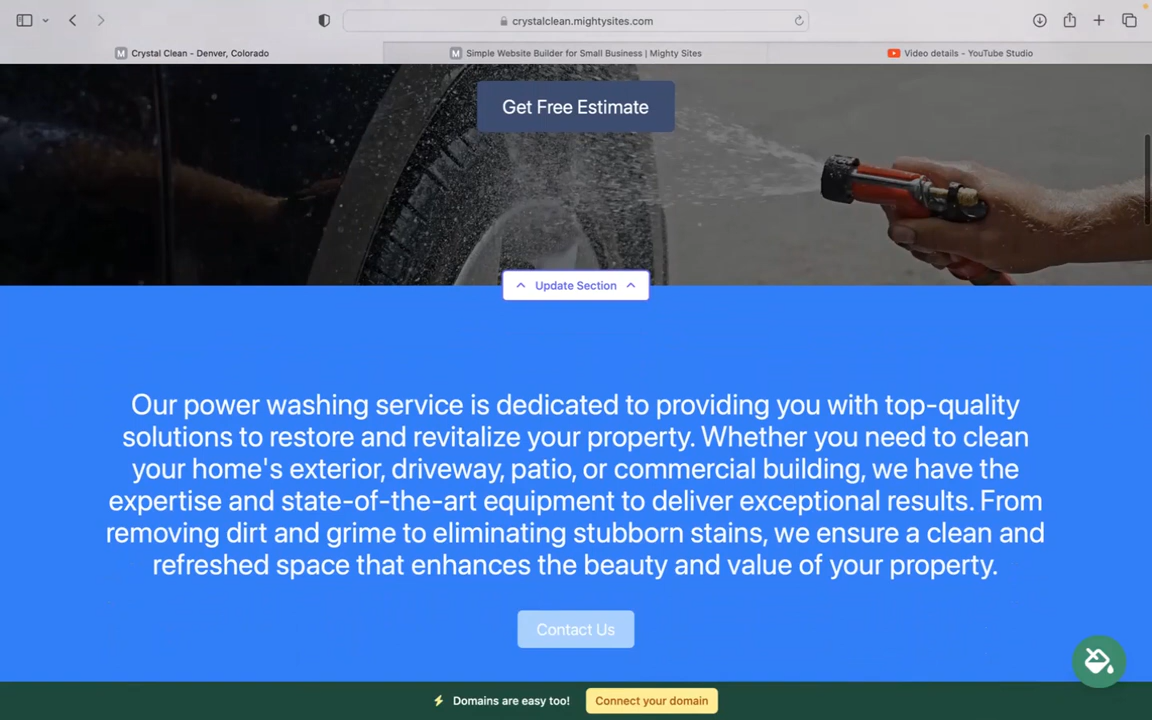 crystalclean.mightysites.com
Crystal Clean - Denver, Colorado
Simple Website Builder for Small Business | Mighty Sites
Video details - YouTube Studio
Get Free Estimate
Update Section
Our power washing service is dedicated to providing you with top-quality
solutions to restore and revitalize your property. Whether you need to clean
your home's exterior, driveway, patio, or commercial building, we have the
expertise and state-of-the-art equipment to deliver exceptional results. From
removing dirt and grime to eliminating stubborn stains, we ensure a clean and
refreshed space that enhances the beauty and value of your property.
Contact Us
Domains are easy too!
Connect your domain